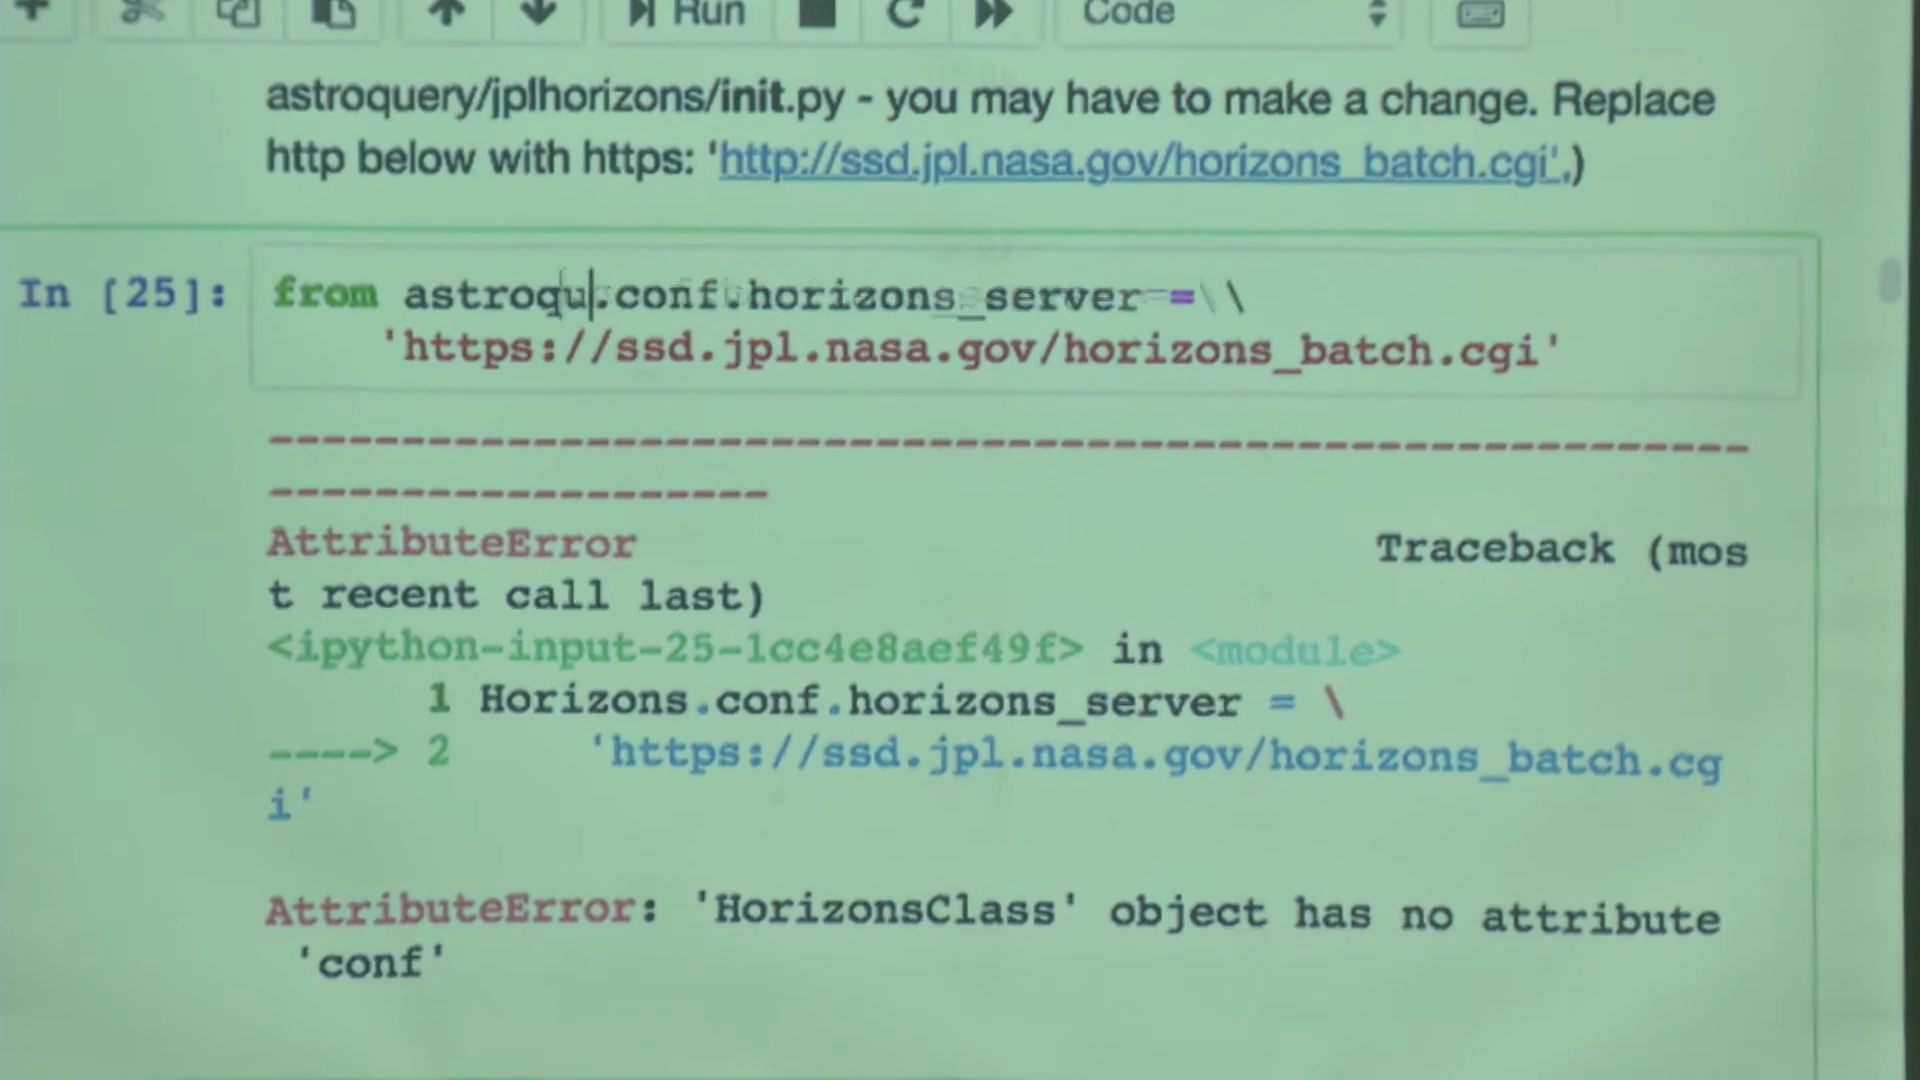 Run Code
astroquery/jplhorizons/init.py - you may have to make a change. Replace
http below with https: 'http://ssd.jpl.nasa.gov/horizons_batch.cgi',)
In [25]: from astroqu.conf.horizons_server = \
'https://ssd.jpl.nasa.gov/horizons_batch.cgi'
---------------------------------------------------------
-------------------
AttributeError Traceback (mos
t recent call last)
<ipython-input-25-1cc4e8aef49f> in <module>
1 Horizons.conf.horizons_server = \
----> 2 'https://ssd.jpl.nasa.gov/horizons_batch.cg
i'
AttributeError: 'HorizonsClass' object has no attribute
'conf'